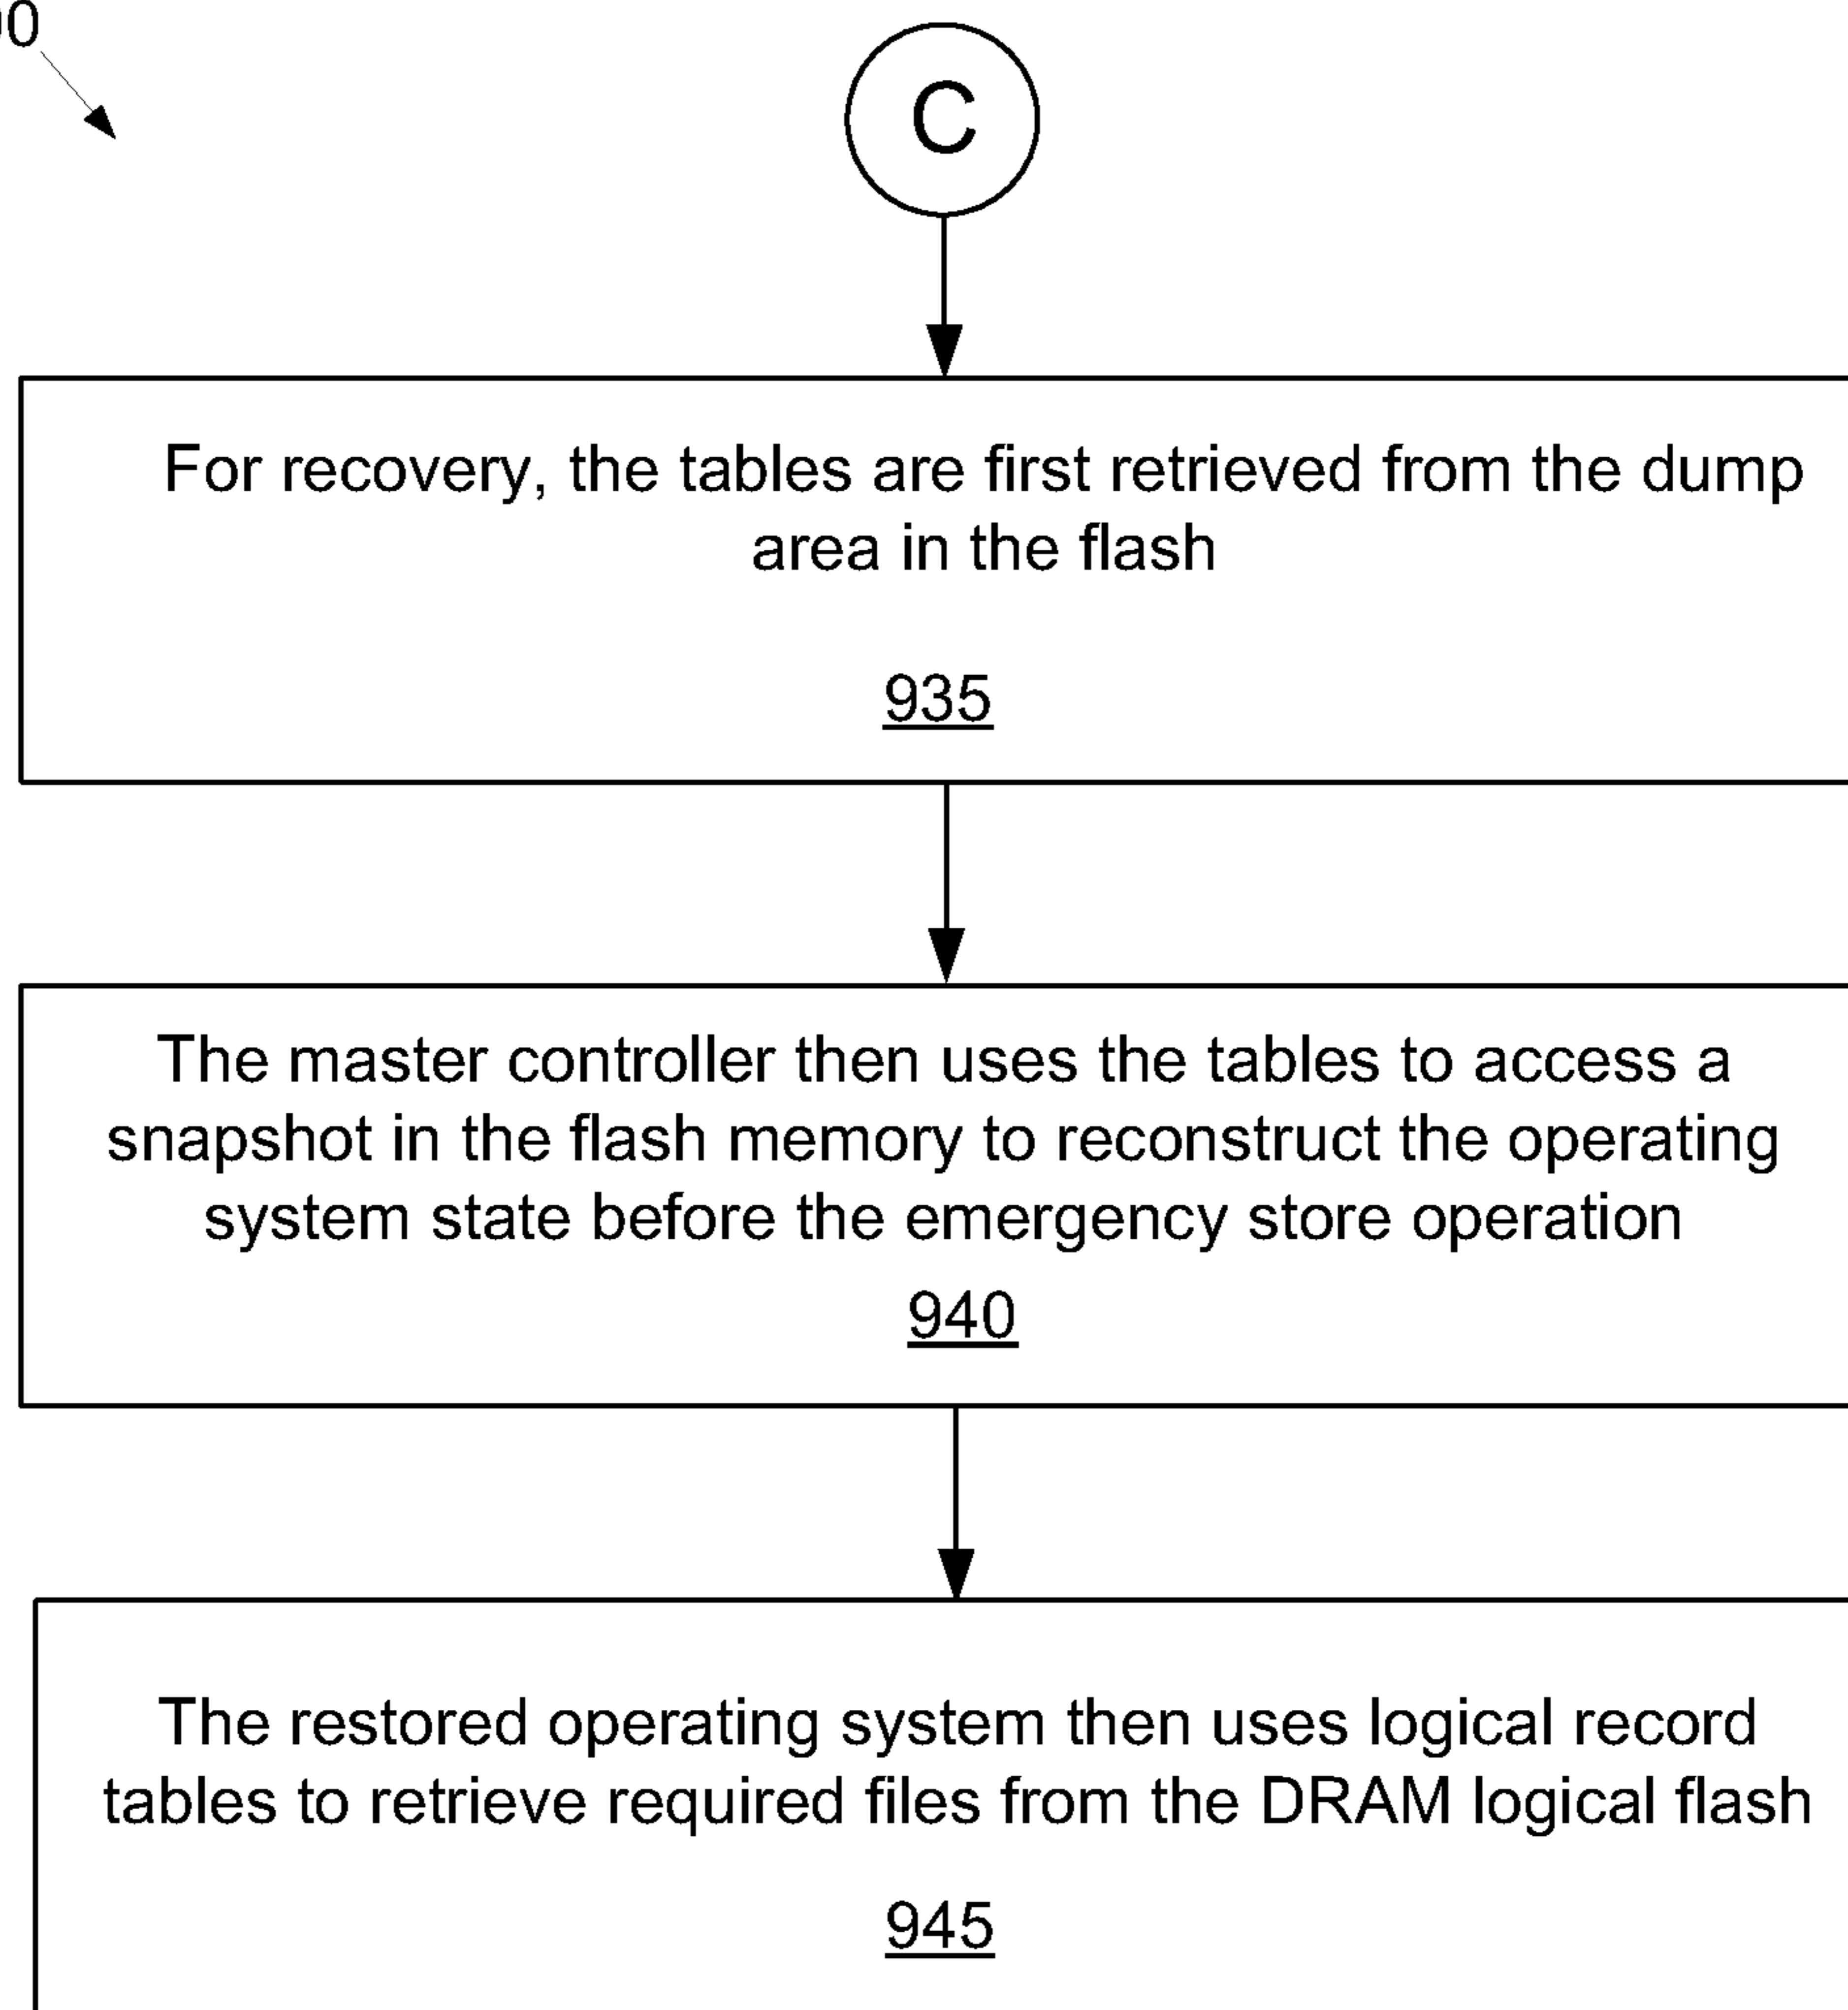 00
C
For recovery, the tables are first retrieved from the dump
area in the flash
935
The master controller then uses the tables to access a
snapshot in the flash memory to reconstruct the operating
system state before the emergency store operation
940
The restored operating system then uses logical record
tables to retrieve required files from the DRAM logical flash
945